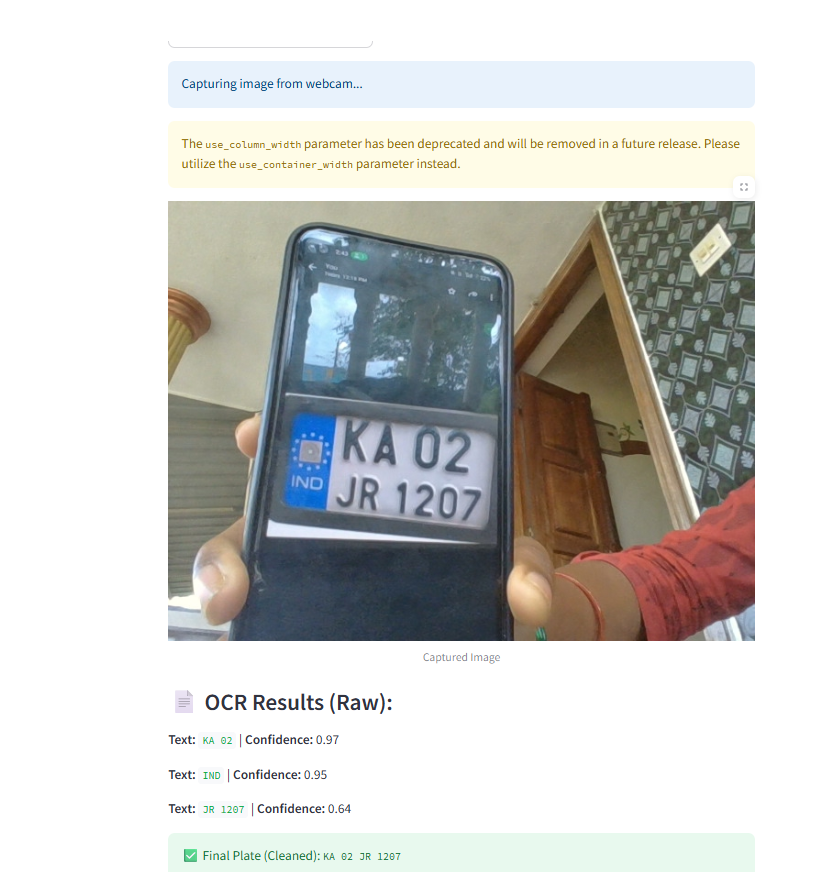 Capturing image from webcam...
The use_column_width parameter has been deprecated and will be removed in a future release. Please
utilize the use_container_width parameter instead.
KA 02
IND
JR 1207
Captured Image
OCR Results (Raw):
Text: KA 02 | Confidence: 0.97
Text: IND | Confidence: 0.95
Text: JR 1207 | Confidence: 0.64
Final Plate (Cleaned): KA 02 JR 1207